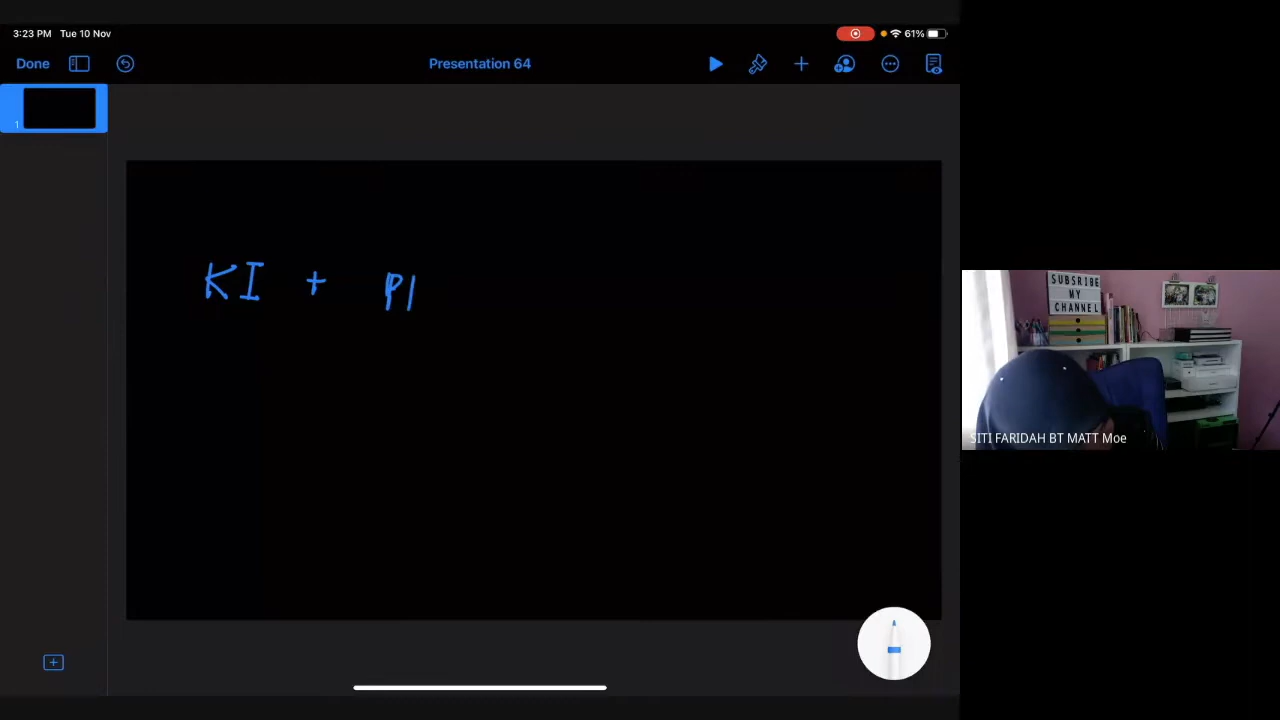 3:23 PM Tue 10 Nov
61%
Done
Presentation 64
1
KI + Pl
SUBSRIBE
MY
CHANNEL
SITI FARIDAH BT MATT Moe